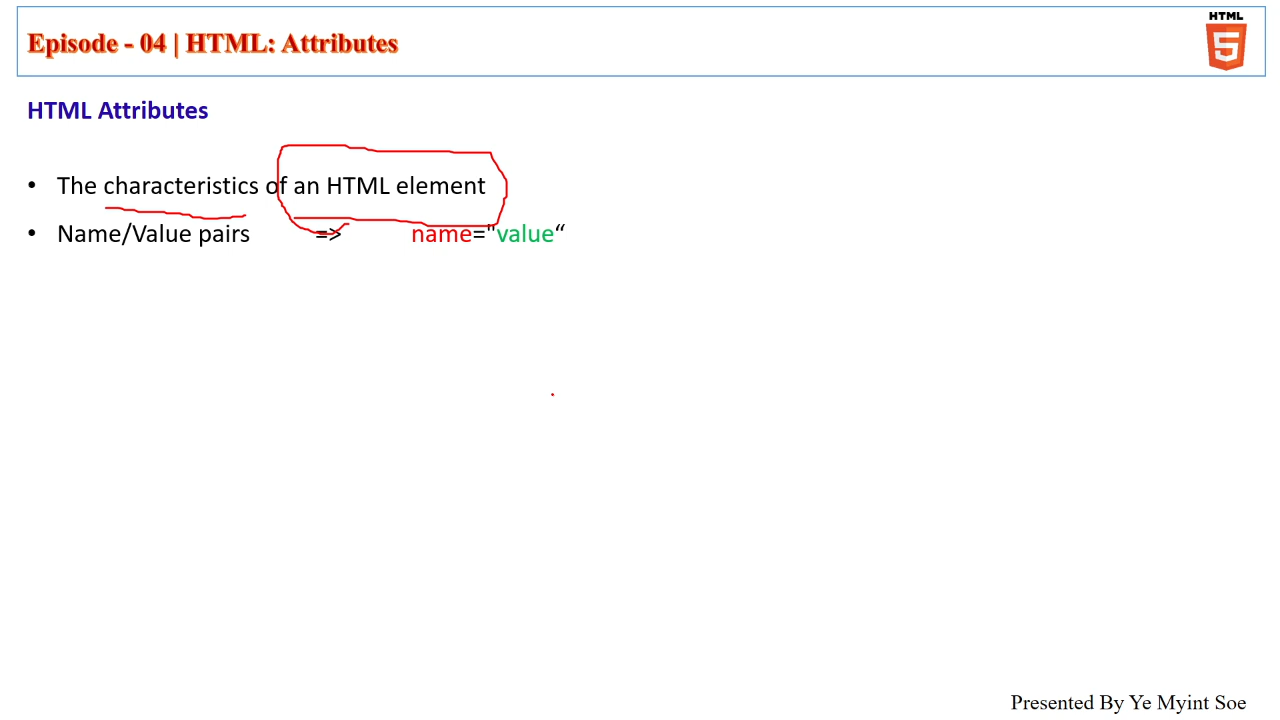 HTML
5
Episode - 04 | HTML: Attributes
HTML Attributes
• The characteristics of an HTML element
• Name/Value pairs => name="value“
Presented By Ye Myint Soe